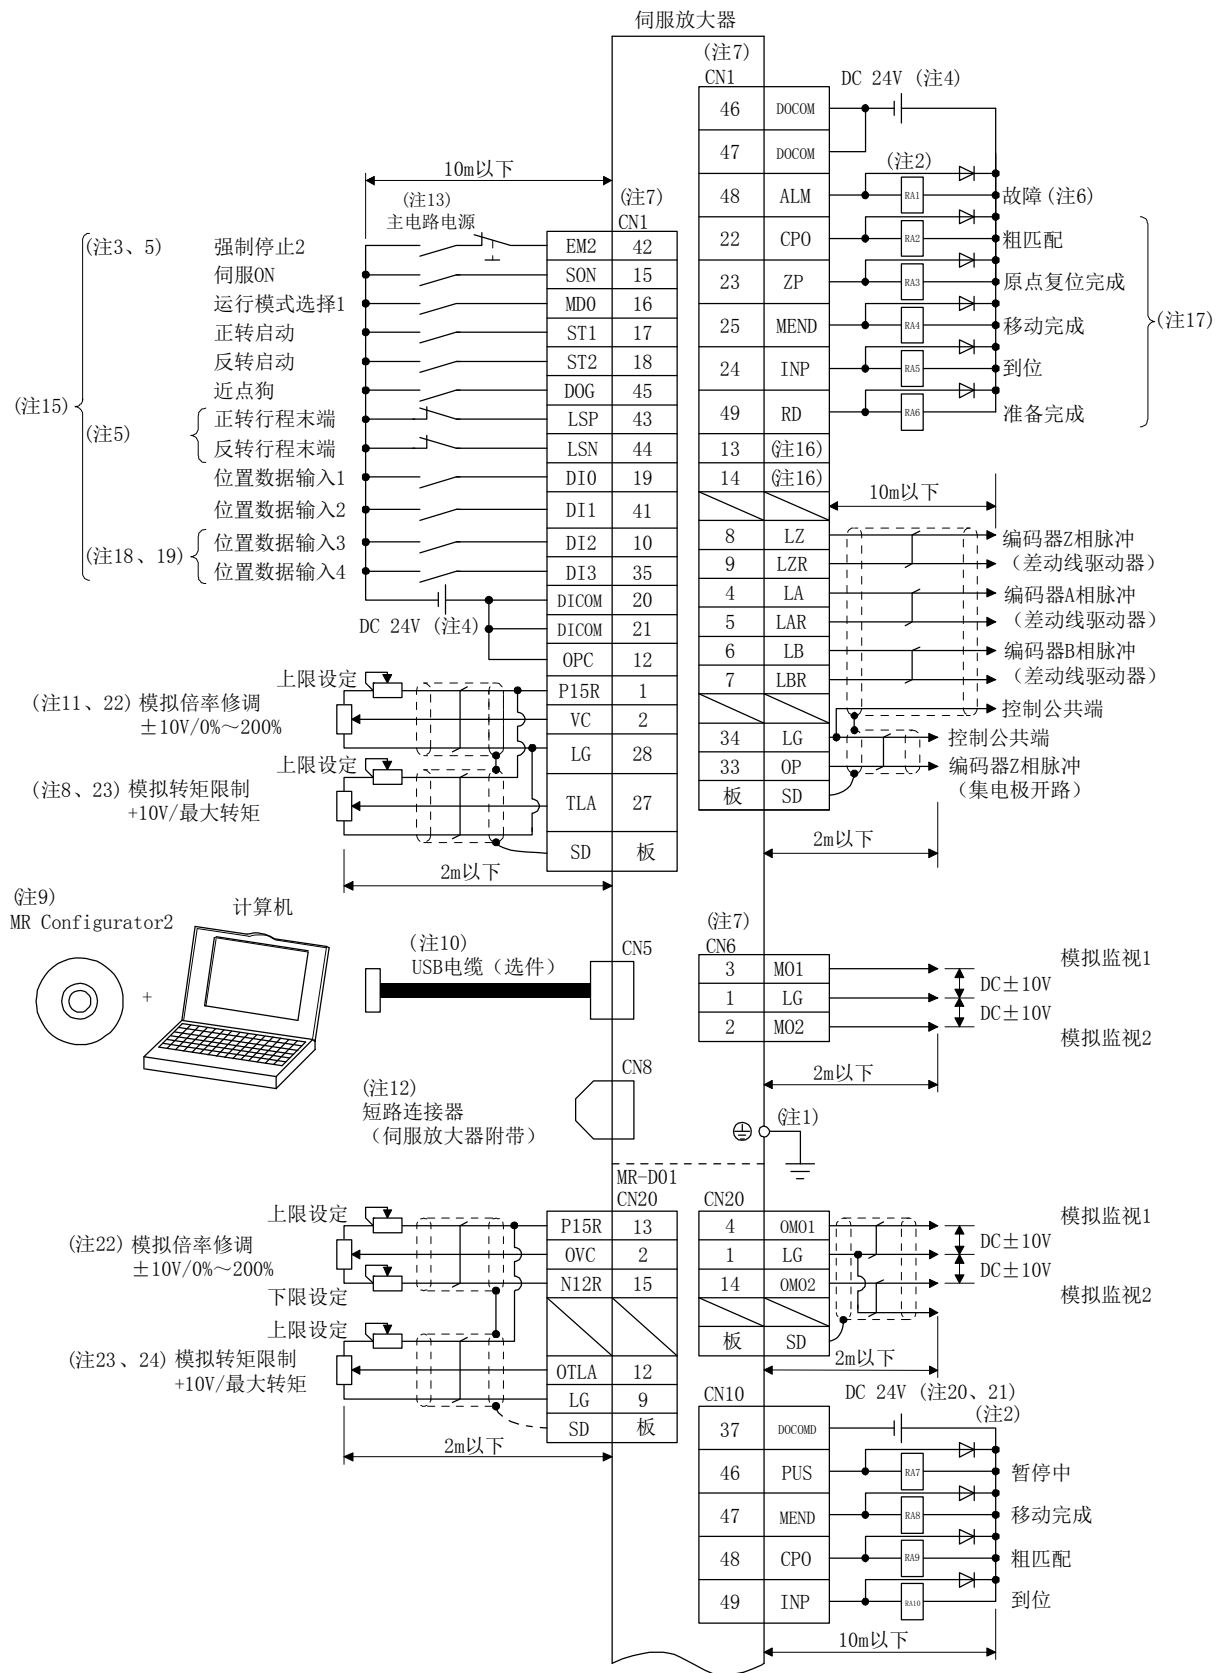 伺服放大器
(注7)
CN1
DC 24V (注4)
46 DOCOM
47 DOCOM
(注2)
48 ALM RA1 故障(注6)
22 CPO RA2 粗匹配
23 ZP RA3 原点复位完成
25 MEND RA4 移动完成
24 INP RA5 到位
49 RD RA6 准备完成
(注17)
13 (注16)
14 (注16)
10m以下
8 LZ 编码器Z相脉冲
9 LZR (差动线驱动器)
4 LA 编码器A相脉冲
5 LAR (差动线驱动器)
6 LB 编码器B相脉冲
7 LBR (差动线驱动器)
控制公共端
34 LG 控制公共端
33 OP 编码器Z相脉冲
(集电极开路)
板 SD
2m以下
10m以下
(注13)
主电路电源
(注7)
CN1
(注15)
(注3、5) 强制停止2 EM2 42
伺服ON SON 15
运行模式选择1 MD0 16
正转启动 ST1 17
反转启动 ST2 18
近点狗 DOG 45
(注5)
正转行程末端 LSP 43
反转行程末端 LSN 44
位置数据输入1 DI0 19
位置数据输入2 DI1 41
(注18、19)
位置数据输入3 DI2 10
位置数据输入4 DI3 35
DICOM 20
DC 24V (注4) DICOM 21
OPC 12
上限设定 P15R 1
(注11、22) 模拟倍率修调 VC 2
±10V/0%～200%
LG 28
上限设定
(注8、23) 模拟转矩限制 TLA 27
+10V/最大转矩
SD 板
2m以下
(注9)
MR Configurator2
计算机
+
(注10)
USB电缆（选件）
CN5
(注7)
CN6
3 MO1 模拟监视1
DC±10V
1 LG
DC±10V
2 MO2 模拟监视2
2m以下
CN8
(注12)
短路连接器
（伺服放大器附带）
(注1)
MR-D01
CN20
上限设定 P15R 13
(注22) 模拟倍率修调 OVC 2
±10V/0%～200%
N12R 15
下限设定
上限设定
(注23、24) 模拟转矩限制 OTLA 12
+10V/最大转矩
LG 9
SD 板
2m以下
CN20
4 OMO1 模拟监视1
DC±10V
1 LG
DC±10V
14 OMO2 模拟监视2
板 SD
2m以下
CN10
DC 24V (注20、21)
(注2)
37 DOCOMD
46 PUS RA7 暂停中
47 MEND RA8 移动完成
48 CPO RA9 粗匹配
49 INP RA10 到位
10m以下